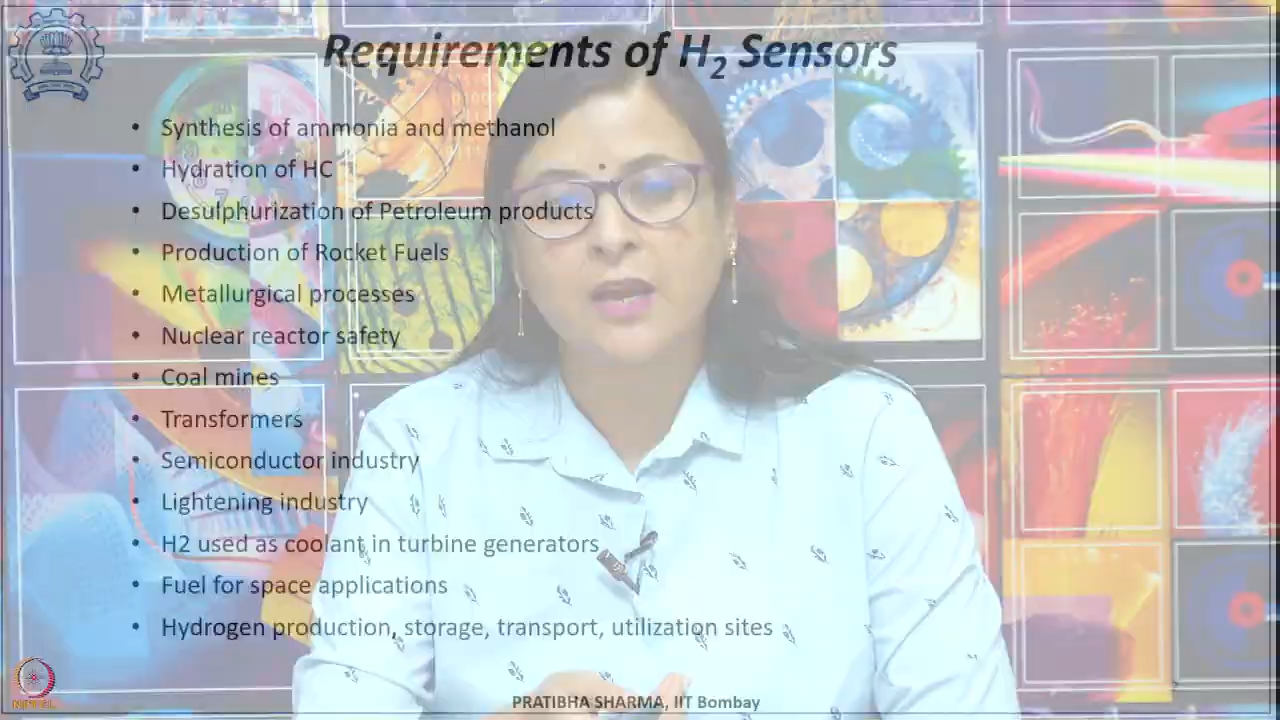 Requirements of H2 Sensors
• Synthesis of ammonia and methanol
• Hydration of HC
• Desulphurization of Petroleum products
• Production of Rocket Fuels
• Metallurgical processes
• Nuclear reactor safety
• Coal mines
• Transformers
• Semiconductor industry
• Lightening industry
• H2 used as coolant in turbine generators
• Fuel for space applications
• Hydrogen production, storage, transport, utilization sites
NPTEL
PRATIBHA SHARMA, IIT Bombay